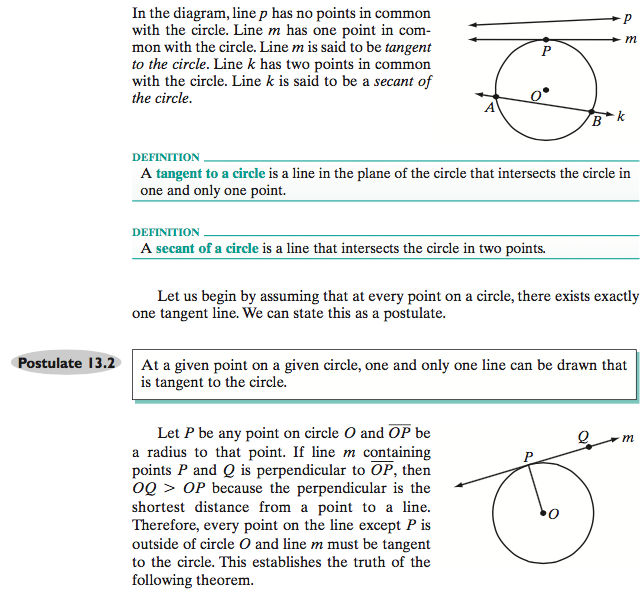 In the diagram, line p has no points in common
with the circle. Line m has one point in com-
mon with the circle. Line m is said to be tangent
to the circle. Line k has two points in common
with the circle. Line k is said to be a secant of
the circle.
p
m
P
O
A
B
k
DEFINITION
A tangent to a circle is a line in the plane of the circle that intersects the circle in
one and only one point.
DEFINITION
A secant of a circle is a line that intersects the circle in two points.
Let us begin by assuming that at every point on a circle, there exists exactly
one tangent line. We can state this as a postulate.
Postulate 13.2
At a given point on a given circle, one and only one line can be drawn that
is tangent to the circle.
Let P be any point on circle O and O̅P̅ be
a radius to that point. If line m containing
points P and Q is perpendicular to O̅P̅, then
OQ > OP because the perpendicular is the
shortest distance from a point to a line.
Therefore, every point on the line except P is
outside of circle O and line m must be tangent
to the circle. This establishes the truth of the
following theorem.
Q
m
P
O